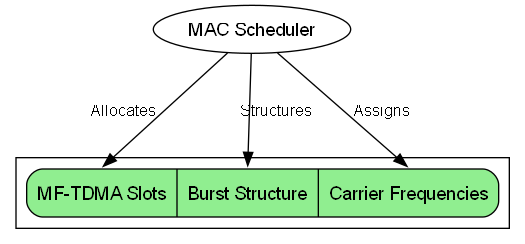 MAC Scheduler
Allocates
Structures
Assigns
MF-TDMA Slots
Burst Structure
Carrier Frequencies